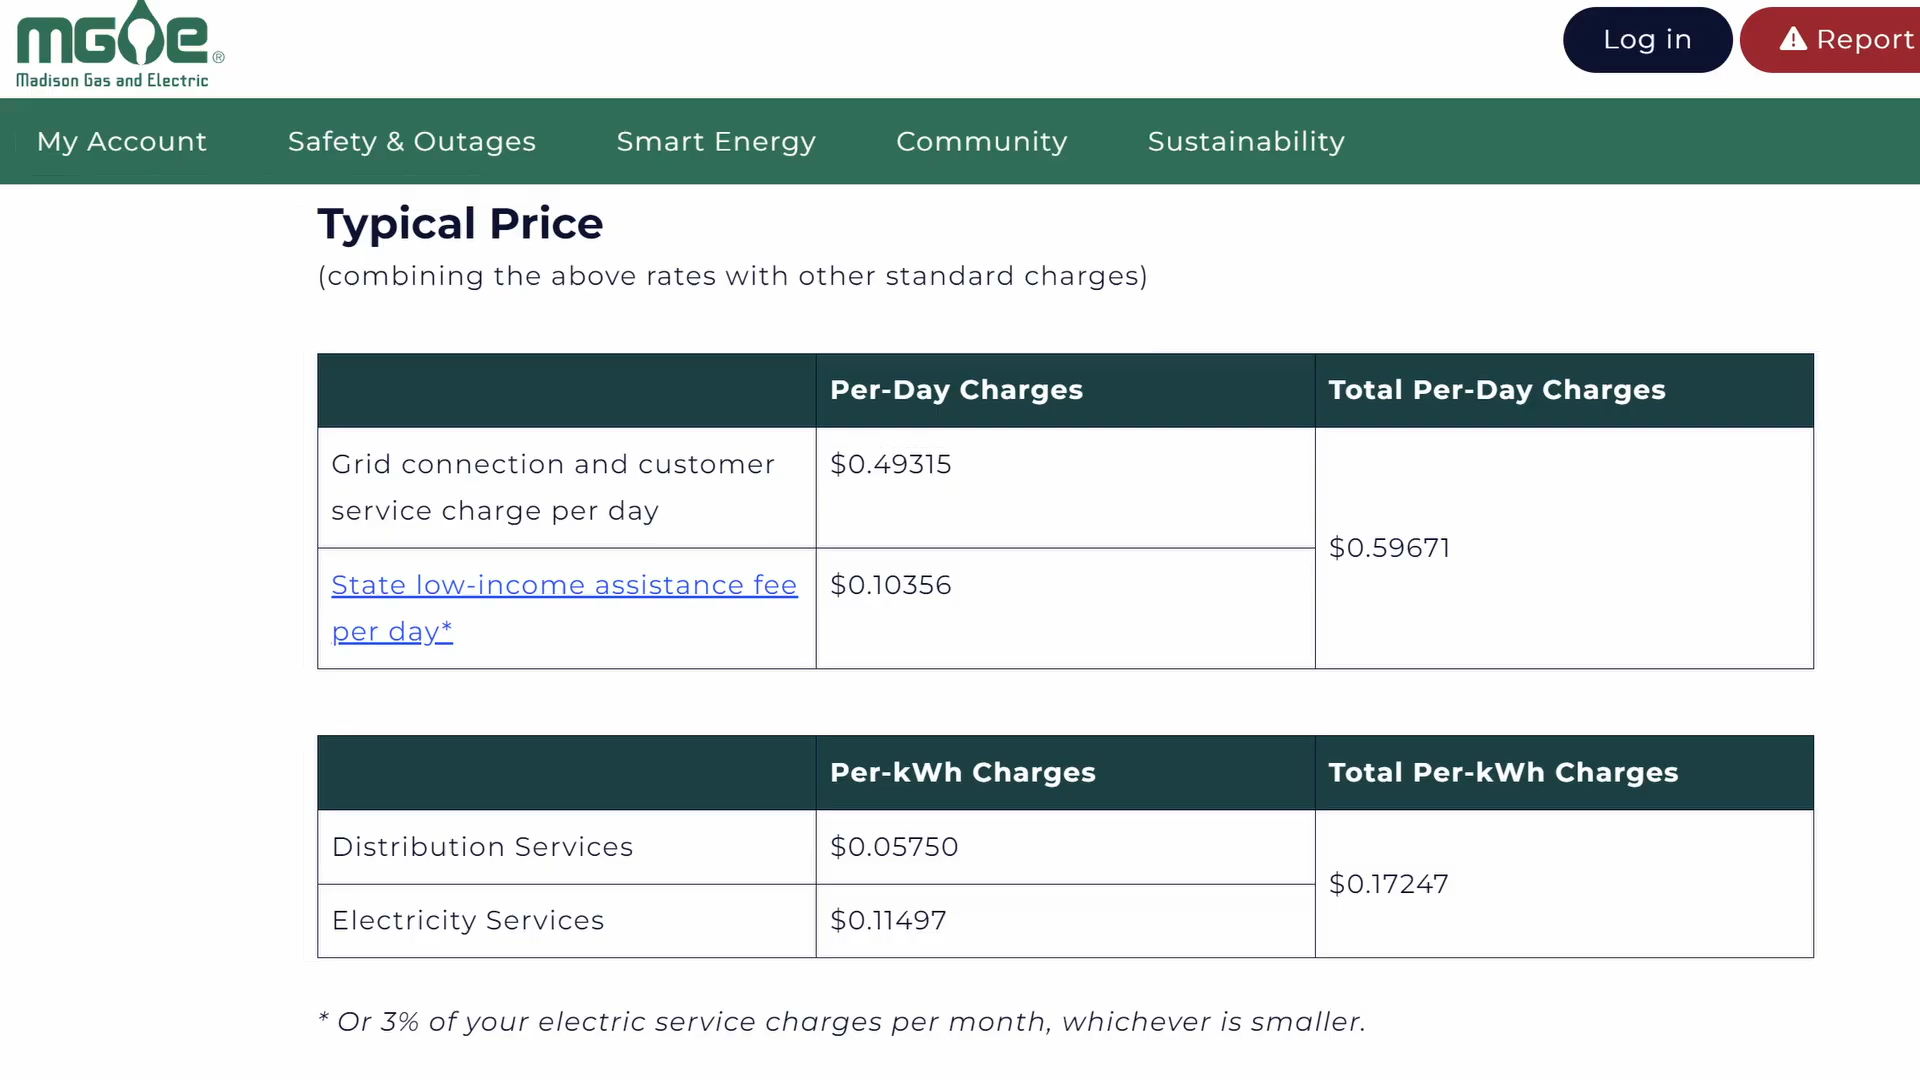 MGE®
Madison Gas and Electric
Log in
Report
My Account
Safety & Outages
Smart Energy
Community
Sustainability
Typical Price
(combining the above rates with other standard charges)
Per-Day Charges
Total Per-Day Charges
Grid connection and customer
service charge per day
$0.49315
$0.59671
State low-income assistance fee
per day*
$0.10356
Per-kWh Charges
Total Per-kWh Charges
Distribution Services
$0.05750
$0.17247
Electricity Services
$0.11497
* Or 3% of your electric service charges per month, whichever is smaller.